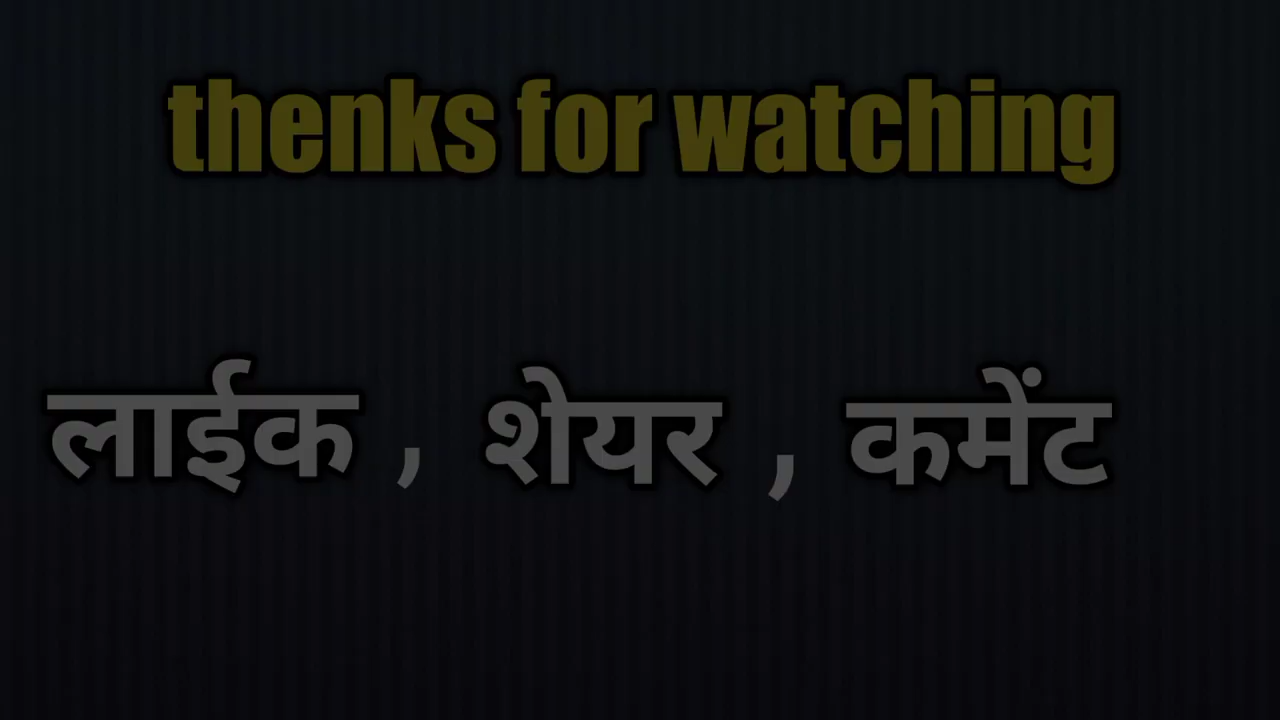 thenks for watching
लाईक , शेयर , कमेंट